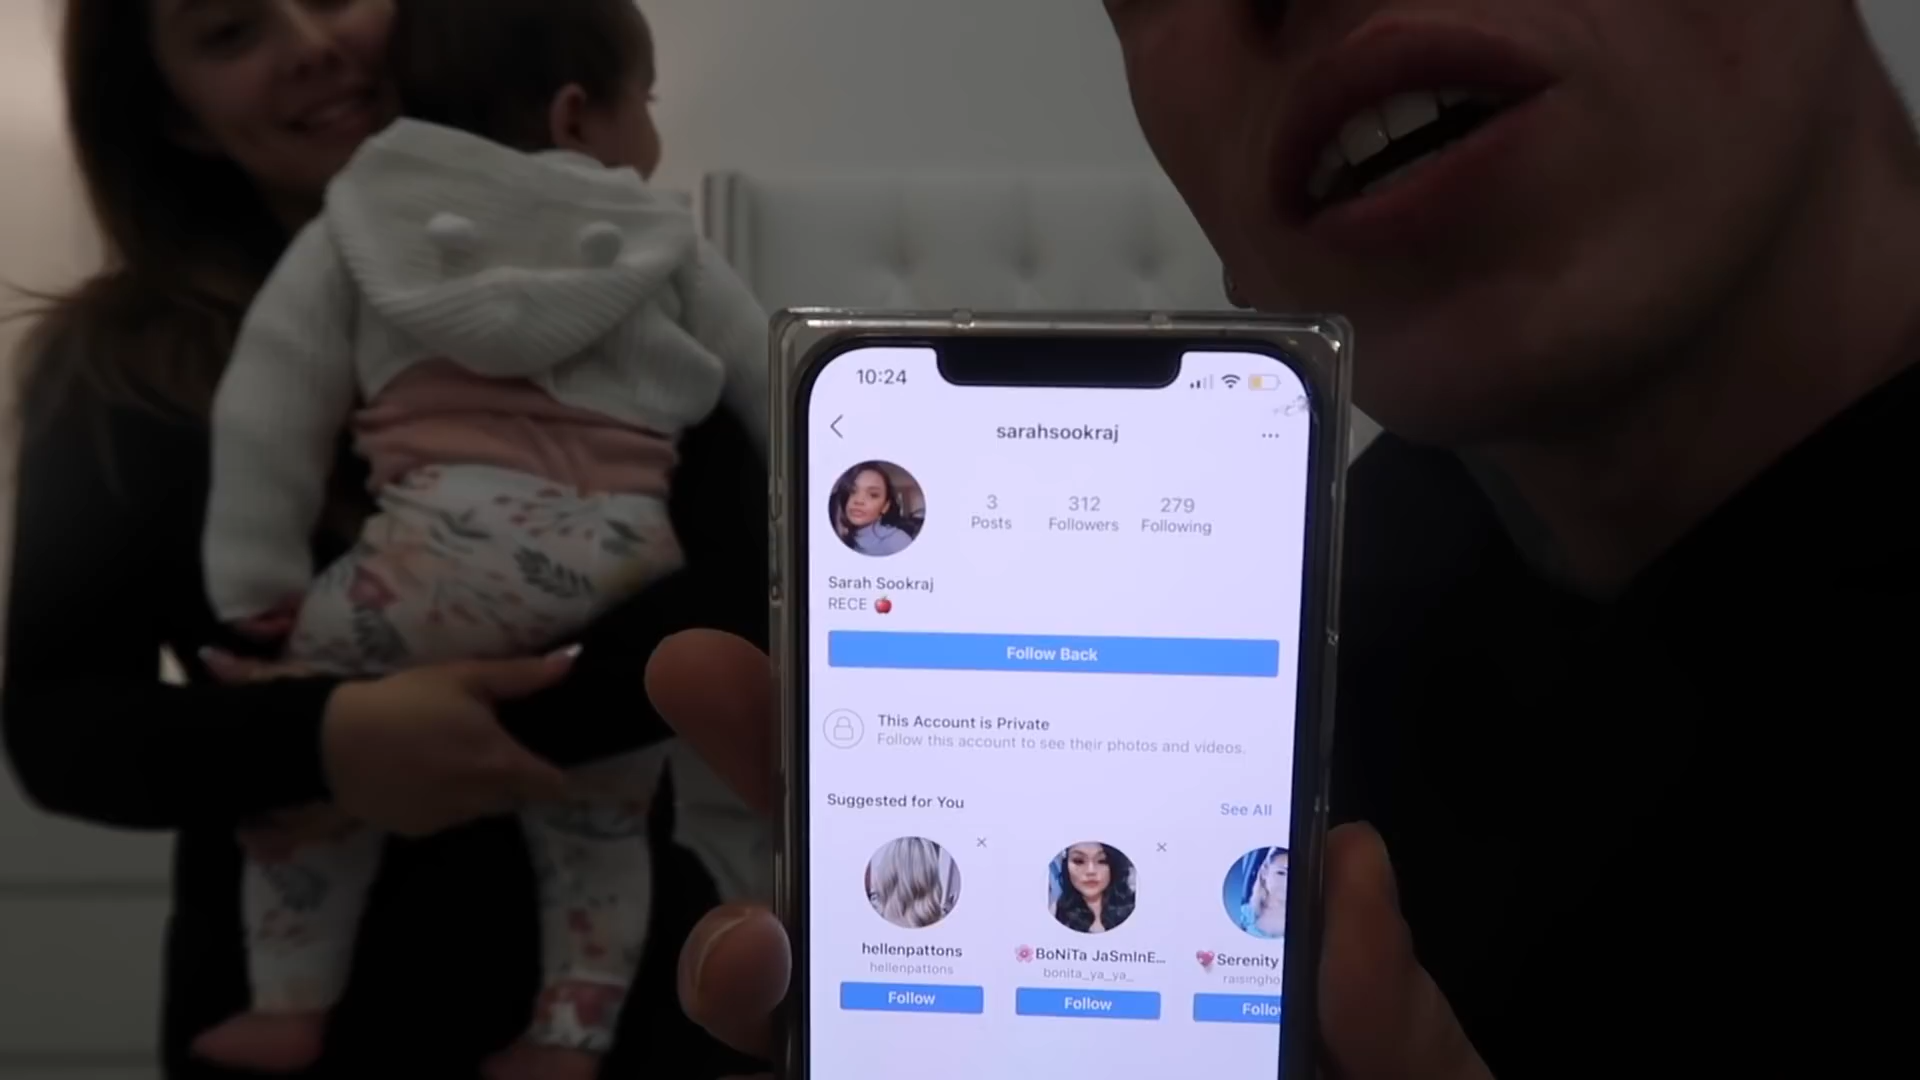 10:24
sarahsookraj
3 312 279
Posts Followers Following
Sarah Sookraj
RECE 🍎
Follow Back
This Account is Private
Follow this account to see their photos and videos.
Suggested for You See All
hellenpattons 🌸BoNiTa JaSmInE... 💖Serenity
hellenpattons bonita_ya_ya_ raisingho
Follow Follow Follow